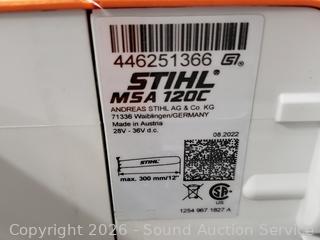 446251366
STIHL®
MSA 120C
ANDREAS STIHL AG & Co. KG
71336 Waiblingen/GERMANY
Made in Austria
28V - 36V d.c.
08.2022
STIHL
max. 300 mm/12"
US
1254 967 1827 A
Copyright 2026 - Sound Auction Service